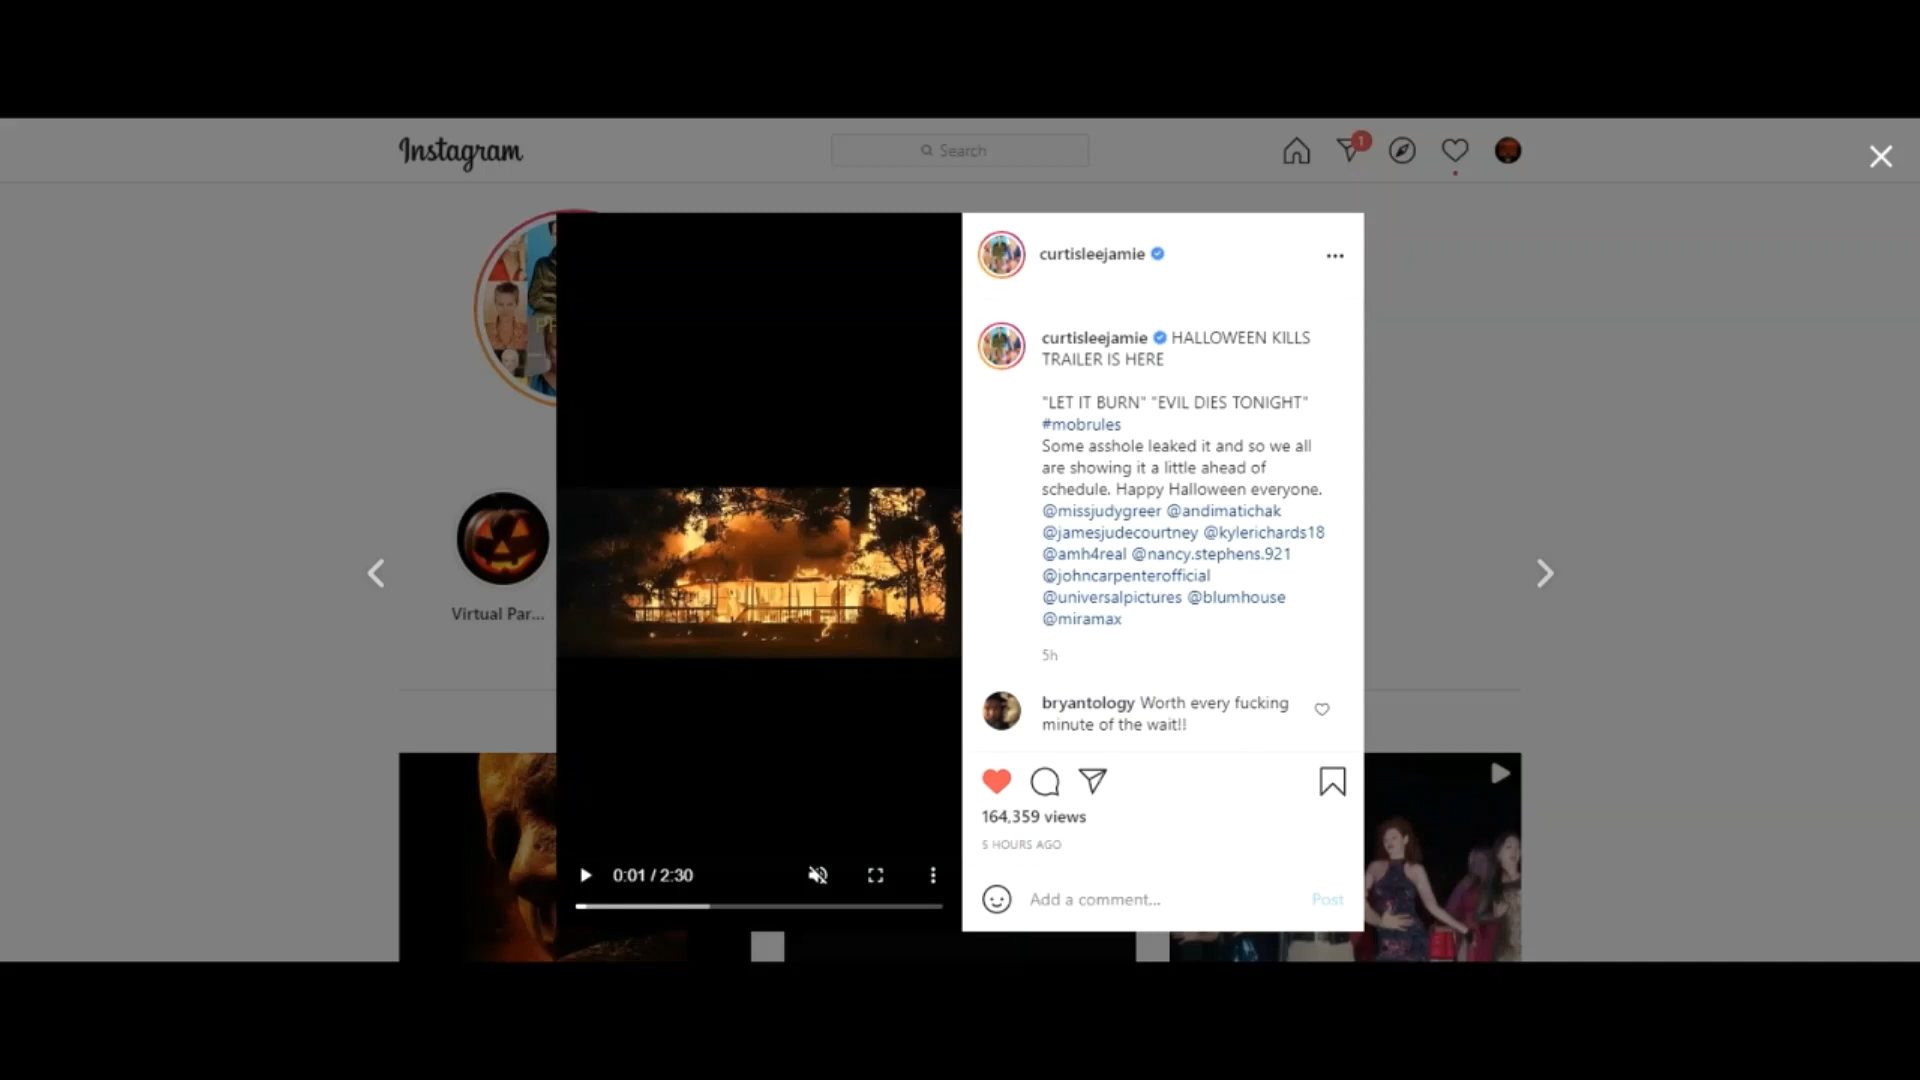 Instagram
Search
1
curtisleejamie
curtisleejamie HALLOWEEN KILLS
TRAILER IS HERE
"LET IT BURN" "EVIL DIES TONIGHT"
#mobrules
Some asshole leaked it and so we all
are showing it a little ahead of
schedule. Happy Halloween everyone.
@missjudygreer @andimatichak
@jamesjudecourtney @kylerichards18
@amh4real @nancy.stephens.921
@johncarpenterofficial
@universalpictures @blumhouse
@miramax
5h
Virtual Par...
bryantology Worth every fucking
minute of the wait!!
164,359 views
5 HOURS AGO
0:01 / 2:30
Add a comment...
Post